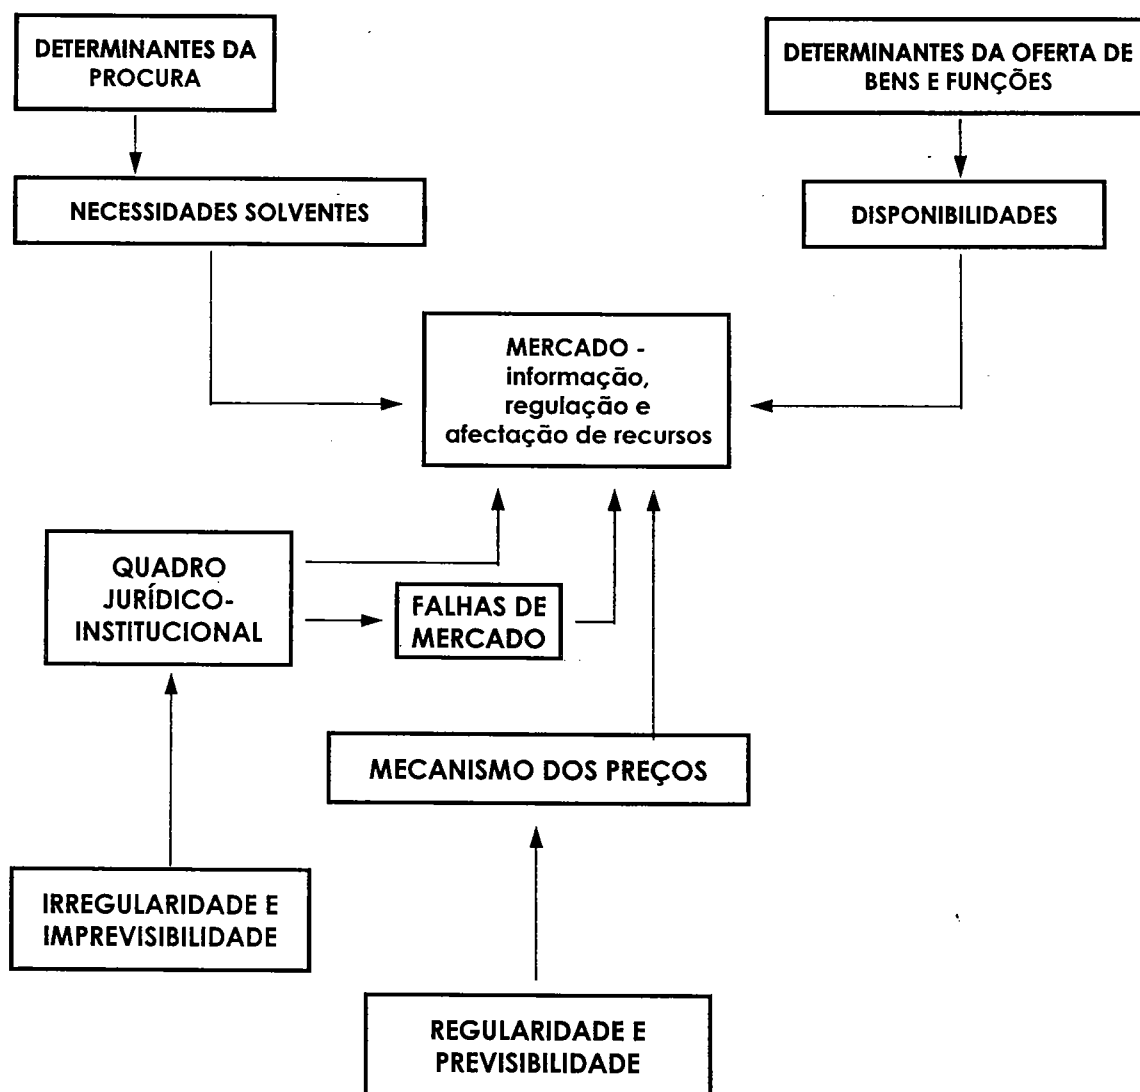 DETERMINANTES DA
PROCURA
DETERMINANTES DA OFERTA DE
BENS E FUNÇÕES
NECESSIDADES SOLVENTES
DISPONIBILIDADES
MERCADO -
informação,
regulação e
afectação de recursos
QUADRO
JURÍDICO-
INSTITUCIONAL
FALHAS DE
MERCADO
MECANISMO DOS PREÇOS
IRREGULARIDADE E
IMPREVISIBILIDADE
REGULARIDADE E
PREVISIBILIDADE